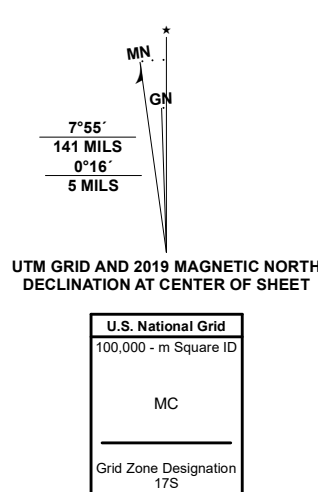 ★
MN
GN
7°55´
141 MILS
0°16´
5 MILS
UTM GRID AND 2019 MAGNETIC NORTH
DECLINATION AT CENTER OF SHEET
U.S. National Grid
100,000 - m Square ID
MC
Grid Zone Designation
17S